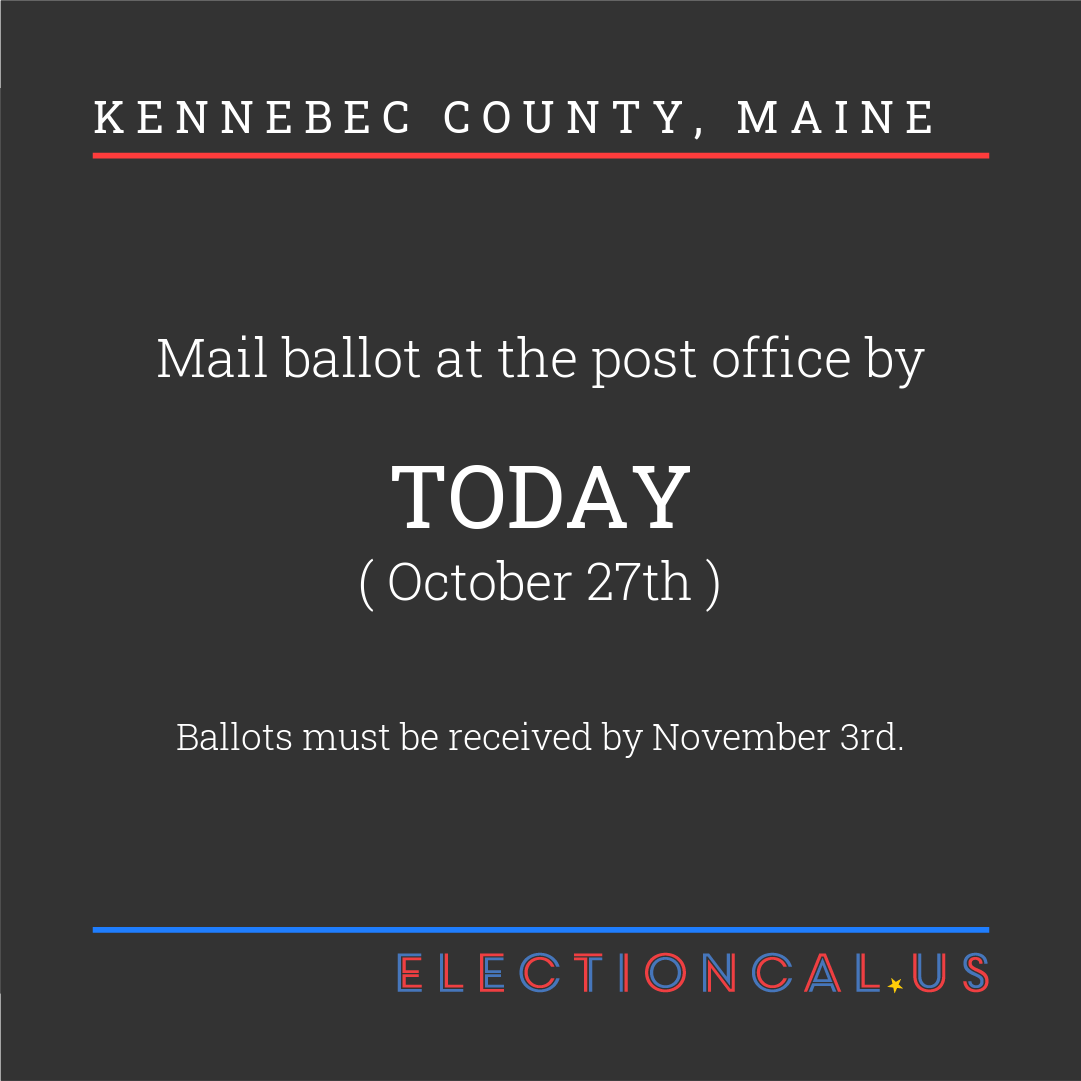 KENNEBEC COUNTY, MAINE
Mail ballot at the post office by
TODAY
( October 27th )
Ballots must be received by November 3rd.
ELECTIONCAL.US